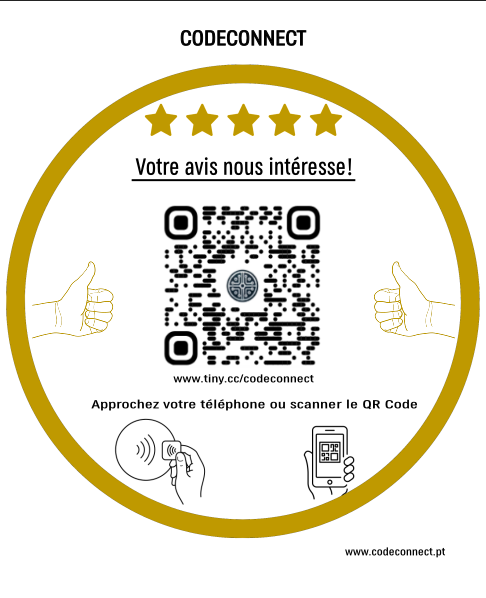 CODECONNECT
Votre avis nous intéresse!
www.tiny.cc/codeconnect
Approchez votre téléphone ou scanner le QR Code
www.codeconnect.pt